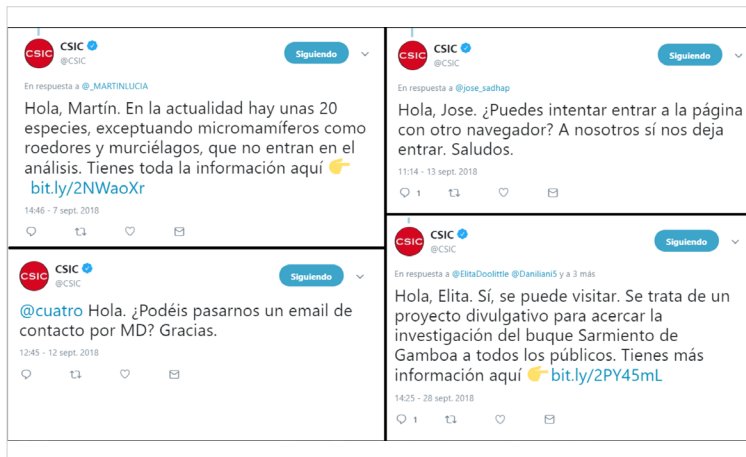 CSIC
CSIC
@CSIC
Siguiendo
En respuesta a @_MARTINLUCIA
Hola, Martín. En la actualidad hay unas 20
especies, exceptuando micromamíferos como
roedores y murciélagos, que no entran en el
análisis. Tienes toda la información aquí 👉
bit.ly/2NWaoXr
14:46 - 7 sept. 2018
CSIC
CSIC
@CSIC
Siguiendo
@cuatro Hola. ¿Podéis pasarnos un email de
contacto por MD? Gracias.
12:45 - 12 sept. 2018
CSIC
CSIC
@CSIC
Siguiendo
En respuesta a @jose_sadhap
Hola, Jose. ¿Puedes intentar entrar a la página
con otro navegador? A nosotros sí nos deja
entrar. Saludos.
11:14 - 13 sept. 2018
1
CSIC
CSIC
@CSIC
Siguiendo
En respuesta a @ElitaDoolittle @Daniliani5 y a 3 más
Hola, Elita. Sí, se puede visitar. Se trata de un
proyecto divulgativo para acercar la
investigación del buque Sarmiento de
Gamboa a todos los públicos. Tienes más
información aquí 👉 bit.ly/2PY45mL
14:25 - 28 sept. 2018
1